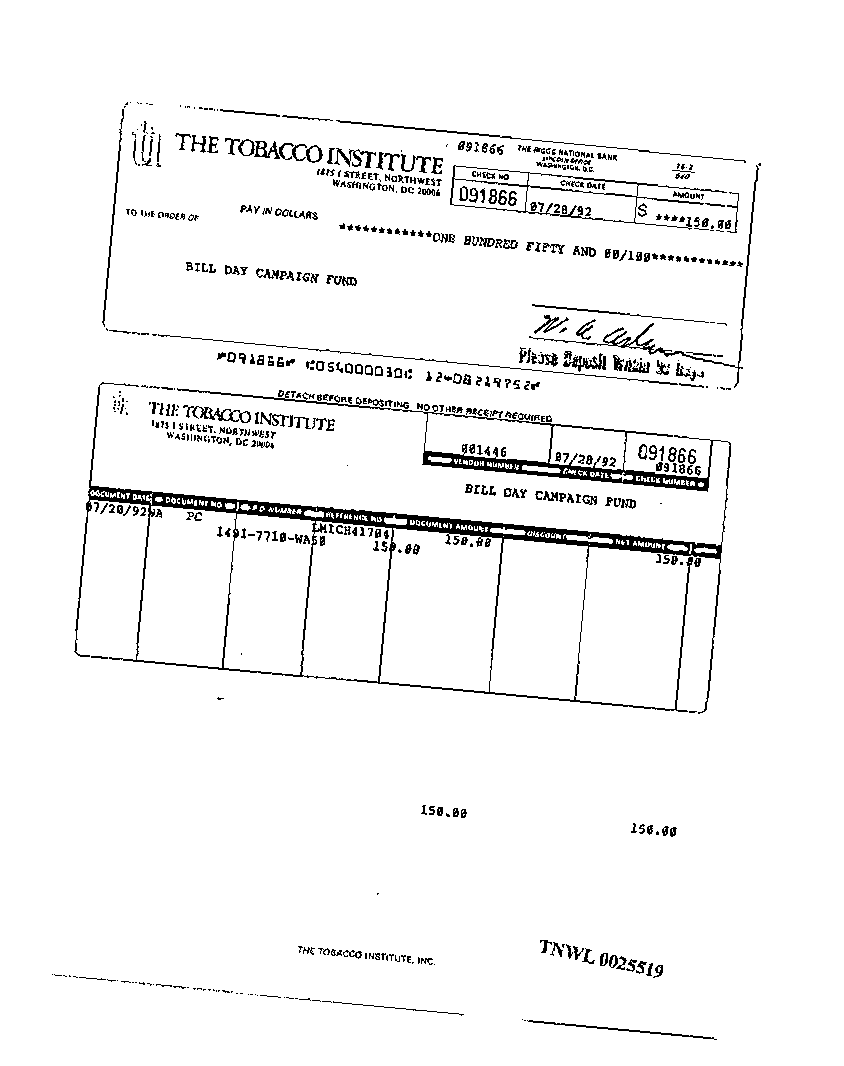 091866 THE RIGGS NATIONAL BANK
LINCOLN OFFICE
WASHINGTON, D.C.
15-3
540
THE TOBACCO INSTITUTE
1875 I STREET, NORTHWEST
WASHINGTON, DC 20006
CHECK NO CHECK DATE AMOUNT
091866 07/28/92 $ ****150.00
TO THE ORDER OF PAY IN DOLLARS
************ONE HUNDRED FIFTY AND 00/100************
BILL DAY CAMPAIGN FUND
Please Deposit Within 90 Days
⑈091866⑈ ⑆054000030⑆ 12⑉08219752⑈
DETACH BEFORE DEPOSITING. NO OTHER RECEIPT REQUIRED
THE TOBACCO INSTITUTE
1875 I STREET, NORTHWEST
WASHINGTON, DC 20006
001446 07/28/92 091866
091866
VENDOR NUMBER CHECK DATE CHECK NUMBER
BILL DAY CAMPAIGN FUND
DOCUMENT DATE DOCUMENT NO P.O. NUMBER REFERENCE NO DOCUMENT AMOUNT DISCOUNT NET AMOUNT
07/20/92WA PC LMICH41704 150.00 150.00
1491-7710-WA50 150.00
150.00 150.00
THE TOBACCO INSTITUTE, INC.
TNWL 0025519